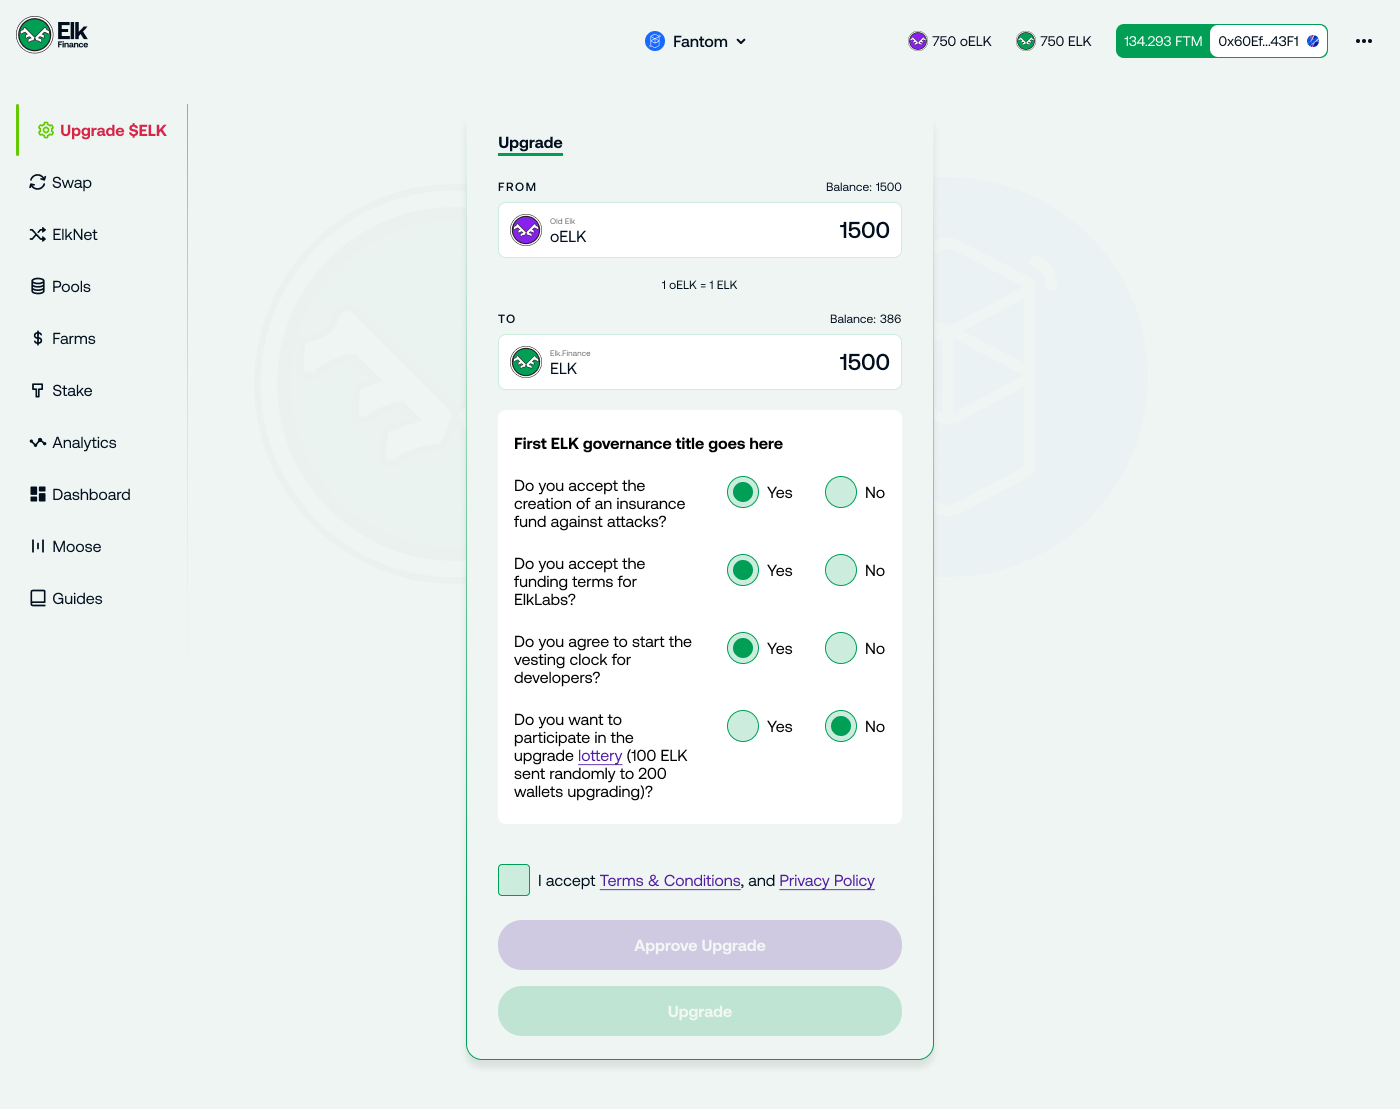 Elk
Finance
Fantom
750 oELK
750 ELK
134.293 FTM
0x60Ef...43F1
Upgrade $ELK
Swap
ElkNet
Pools
Farms
Stake
Analytics
Dashboard
Moose
Guides
Upgrade
FROM
Balance: 1500
Old Elk
oELK
1500
1 oELK = 1 ELK
TO
Balance: 386
Elk.Finance
ELK
1500
First ELK governance title goes here
Do you accept the
creation of an insurance
fund against attacks?
Yes
No
Do you accept the
funding terms for
ElkLabs?
Yes
No
Do you agree to start the
vesting clock for
developers?
Yes
No
Do you want to
participate in the
upgrade lottery (100 ELK
sent randomly to 200
wallets upgrading)?
Yes
No
I accept Terms & Conditions, and Privacy Policy
Approve Upgrade
Upgrade